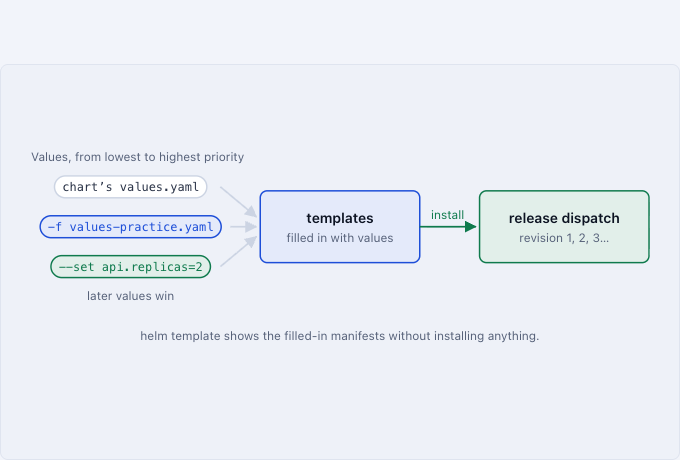 Values, from lowest to highest priority
chart’s values.yaml
-f values-practice.yaml
--set api.replicas=2
later values win
templates
filled in with values
install
release dispatch
revision 1, 2, 3…
helm template shows the filled-in manifests without installing anything.